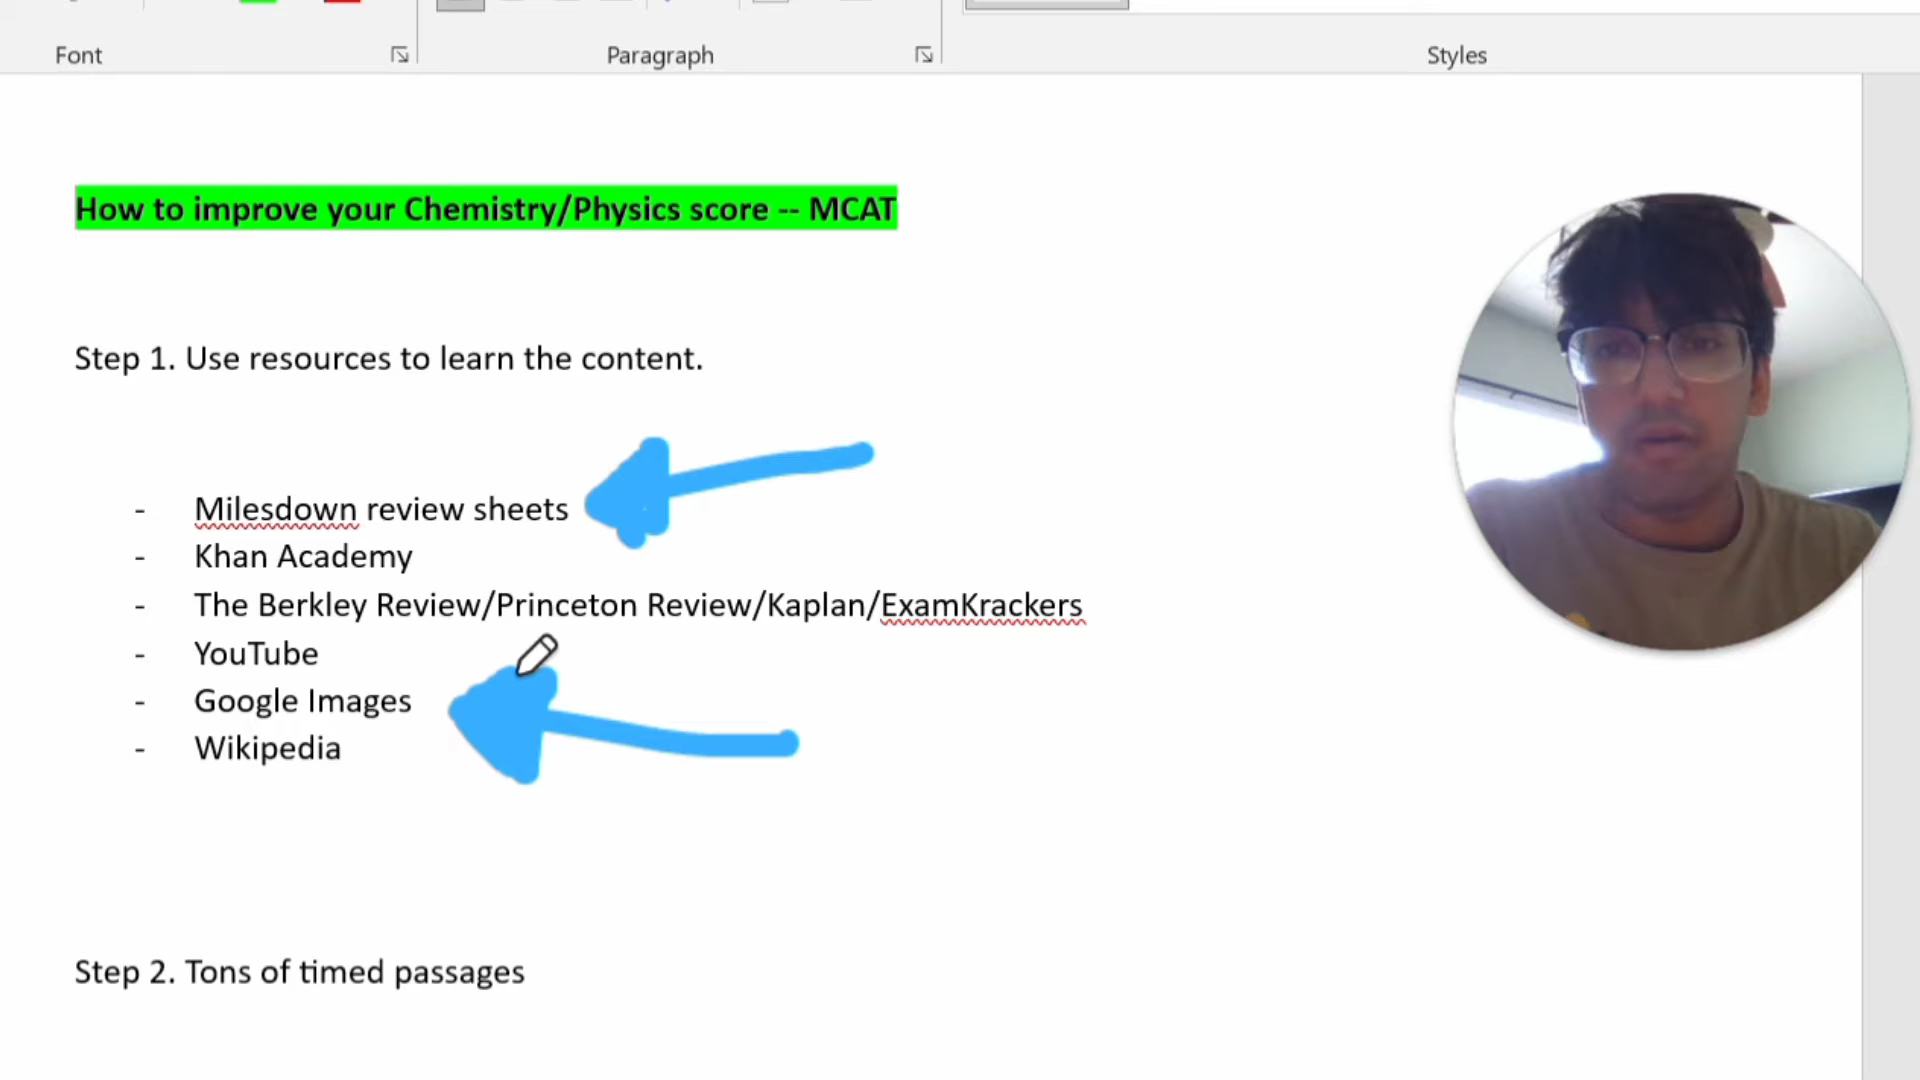 Font
Paragraph
Styles
How to improve your Chemistry/Physics score -- MCAT
Step 1. Use resources to learn the content.
- Milesdown review sheets
- Khan Academy
- The Berkley Review/Princeton Review/Kaplan/ExamKrackers
- YouTube
- Google Images
- Wikipedia
Step 2. Tons of timed passages